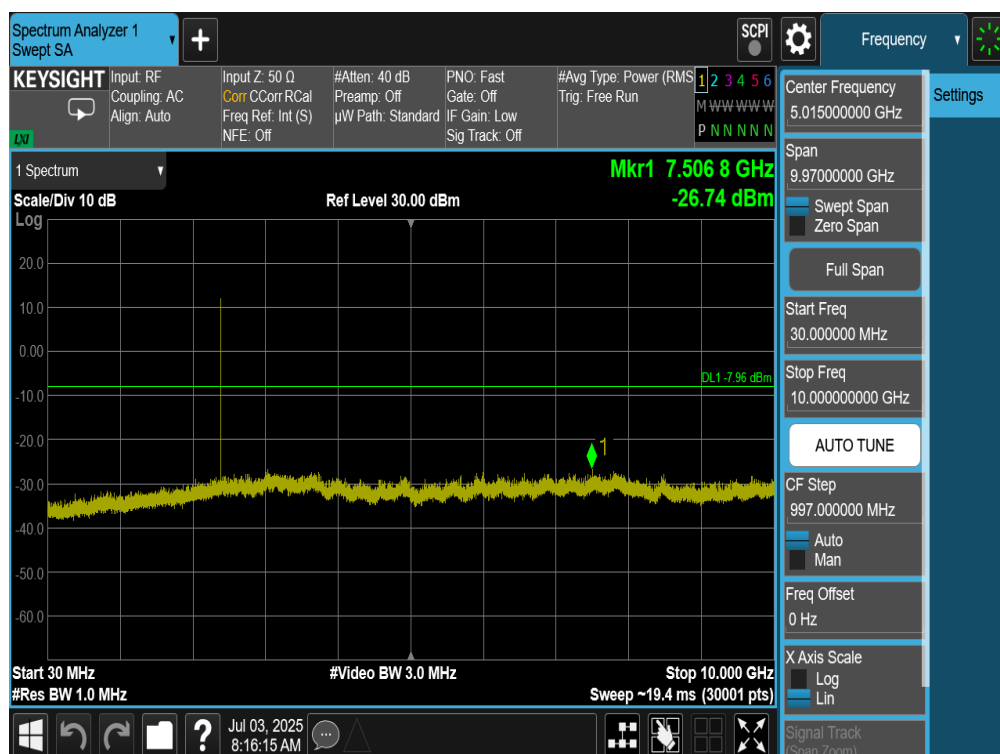 Spectrum Analyzer 1
Swept SA
+
SCPI
Frequency
KEYSIGHT
LXI
Input: RF
Coupling: AC
Align: Auto
Input Z: 50 Ω
Corr CCorr RCal
Freq Ref: Int (S)
NFE: Off
#Atten: 40 dB
Preamp: Off
µW Path: Standard
PNO: Fast
Gate: Off
IF Gain: Low
Sig Track: Off
#Avg Type: Power (RMS
Trig: Free Run
1 2 3 4 5 6
M W W W W W
P N N N N N
1 Spectrum
Scale/Div 10 dB
Ref Level 30.00 dBm
Mkr1 7.506 8 GHz
-26.74 dBm
Log
20.0
10.0
0.00
-10.0
-20.0
-30.0
-40.0
-50.0
-60.0
DL1 -7.96 dBm
1
Start 30 MHz
#Video BW 3.0 MHz
Stop 10.000 GHz
#Res BW 1.0 MHz
Sweep ~19.4 ms (30001 pts)
?
Jul 03, 2025
8:16:15 AM
Center Frequency
5.015000000 GHz
Span
9.97000000 GHz
Swept Span
Zero Span
Full Span
Start Freq
30.000000 MHz
Stop Freq
10.000000000 GHz
AUTO TUNE
CF Step
997.000000 MHz
Auto
Man
Freq Offset
0 Hz
X Axis Scale
Log
Lin
Signal Track
(Span Zoom)
Settings